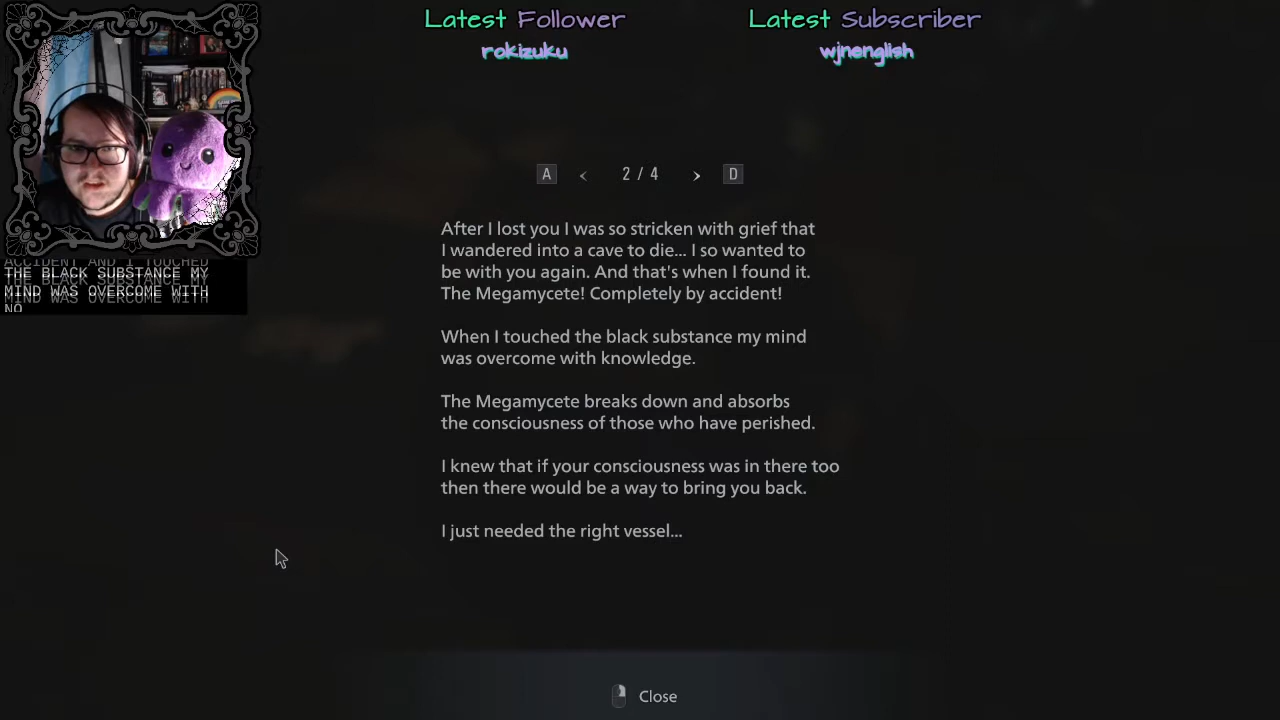 Latest Follower
rokizuku
Latest Subscriber
wjnenglish
ACCIDENT AND I TOUCHED
THE BLACK SUBSTANCE MY
MIND WAS OVERCOME WITH
NO
A < 2 / 4 > D
After I lost you I was so stricken with grief that
I wandered into a cave to die... I so wanted to
be with you again. And that's when I found it.
The Megamycete! Completely by accident!
When I touched the black substance my mind
was overcome with knowledge.
The Megamycete breaks down and absorbs
the consciousness of those who have perished.
I knew that if your consciousness was in there too
then there would be a way to bring you back.
I just needed the right vessel...
Close